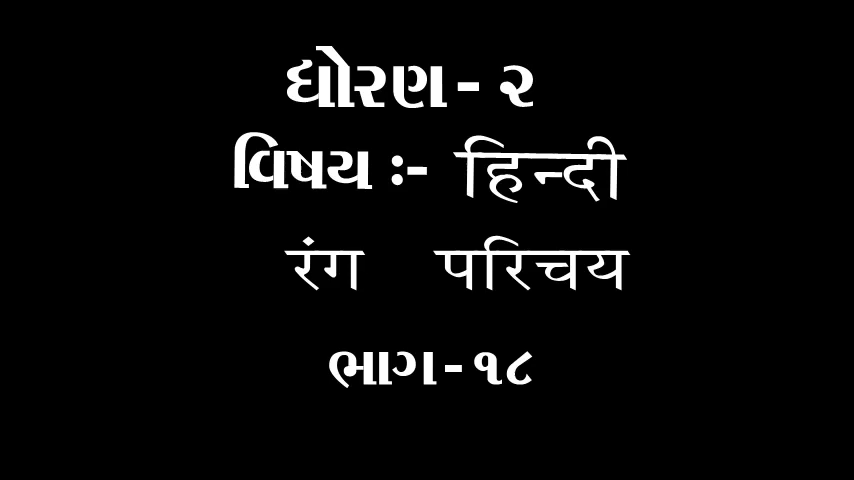 ધોરણ - ૨
વિષય :- हिन्दी
रंग परिचय
ભાગ - ૧૮